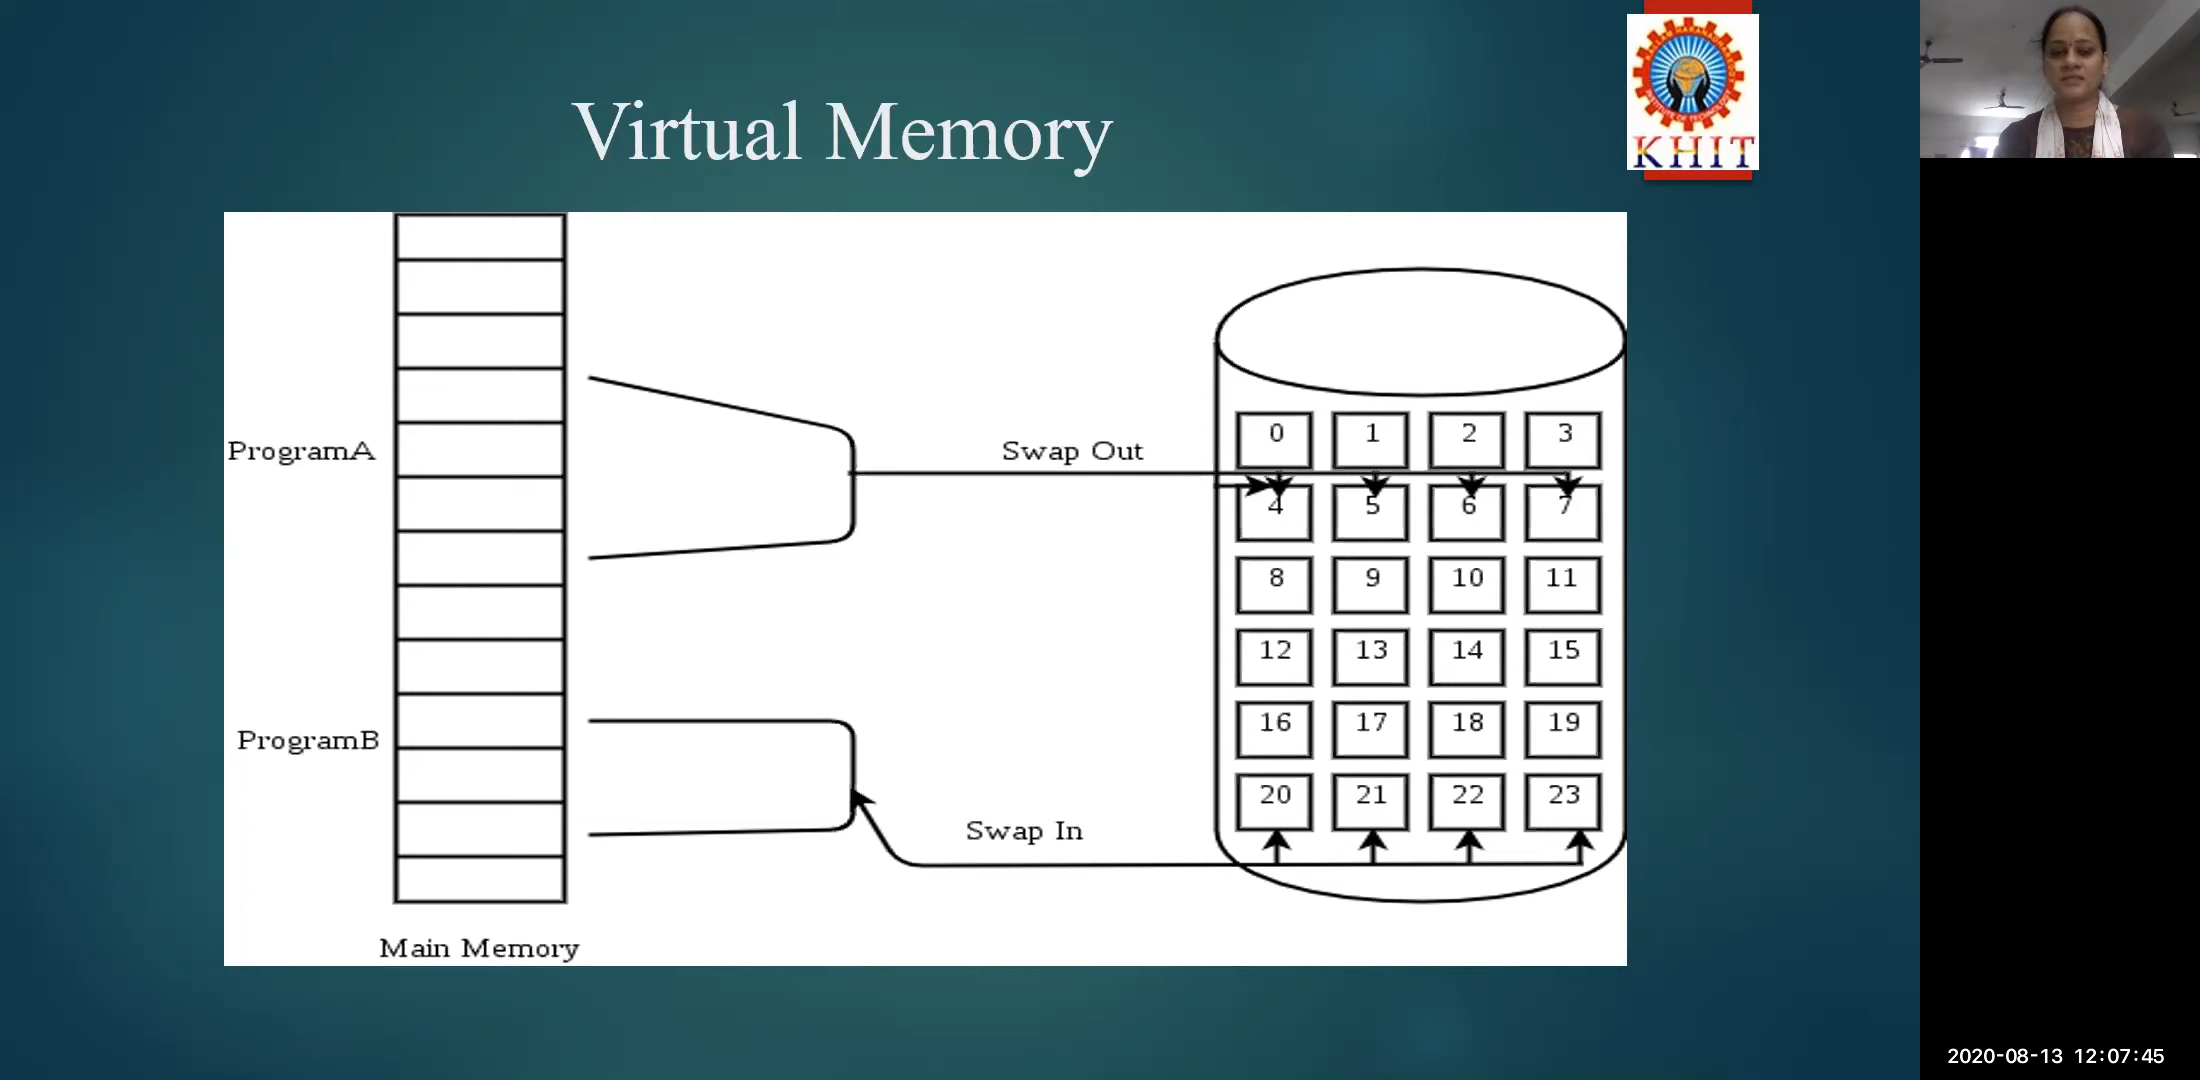 Virtual Memory
KHIT
ProgramA
Swap Out
0 1 2 3
4 5 6 7
8 9 10 11
12 13 14 15
16 17 18 19
ProgramB
20 21 22 23
Swap In
Main Memory
2020-08-13 12:07:45